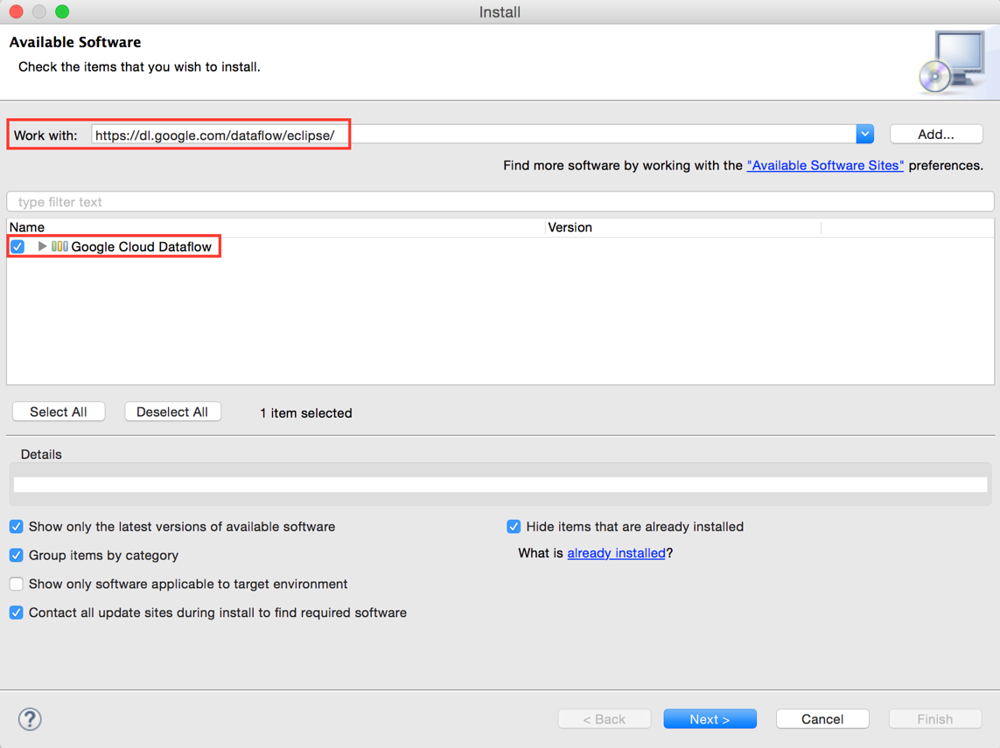 Install
Available Software
Check the items that you wish to install.
Work with: https://dl.google.com/dataflow/eclipse/ Add...
Find more software by working with the "Available Software Sites" preferences.
type filter text
Name Version
Google Cloud Dataflow
Select All Deselect All 1 item selected
Details
Show only the latest versions of available software Hide items that are already installed
Group items by category What is already installed?
Show only software applicable to target environment
Contact all update sites during install to find required software
? < Back Next > Cancel Finish